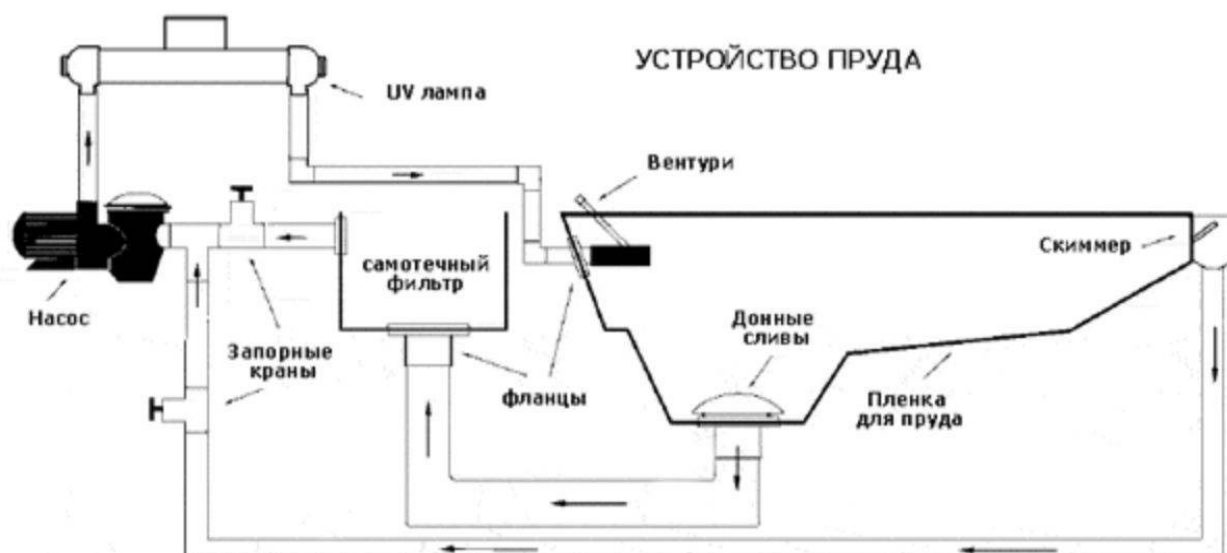 УСТРОЙСТВО ПРУДА
UV лампа
Вентури
Скиммер
самотечный
фильтр
Насос
Донные
сливы
Запорные
краны
фланцы
Пленка
для пруда